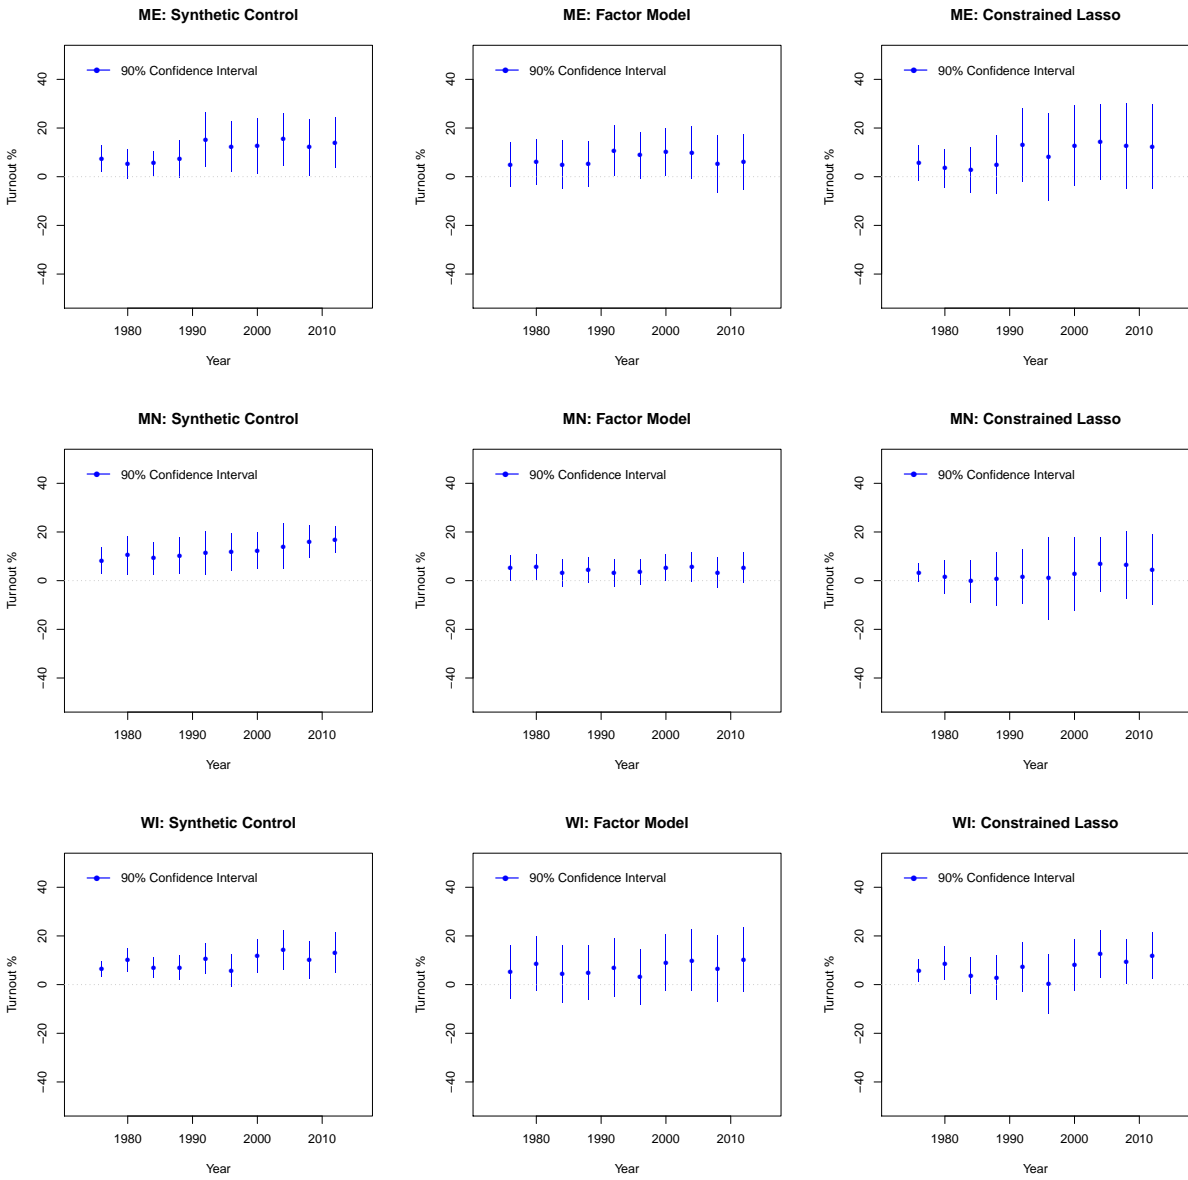 ME: Synthetic Control
90% Confidence Interval
Turnout %
40
20
0
−20
−40
1980 1990 2000 2010
Year
ME: Factor Model
90% Confidence Interval
Turnout %
40
20
0
−20
−40
1980 1990 2000 2010
Year
ME: Constrained Lasso
90% Confidence Interval
Turnout %
40
20
0
−20
−40
1980 1990 2000 2010
Year
MN: Synthetic Control
90% Confidence Interval
Turnout %
40
20
0
−20
−40
1980 1990 2000 2010
Year
MN: Factor Model
90% Confidence Interval
Turnout %
40
20
0
−20
−40
1980 1990 2000 2010
Year
MN: Constrained Lasso
90% Confidence Interval
Turnout %
40
20
0
−20
−40
1980 1990 2000 2010
Year
WI: Synthetic Control
90% Confidence Interval
Turnout %
40
20
0
−20
−40
1980 1990 2000 2010
Year
WI: Factor Model
90% Confidence Interval
Turnout %
40
20
0
−20
−40
1980 1990 2000 2010
Year
WI: Constrained Lasso
90% Confidence Interval
Turnout %
40
20
0
−20
−40
1980 1990 2000 2010
Year